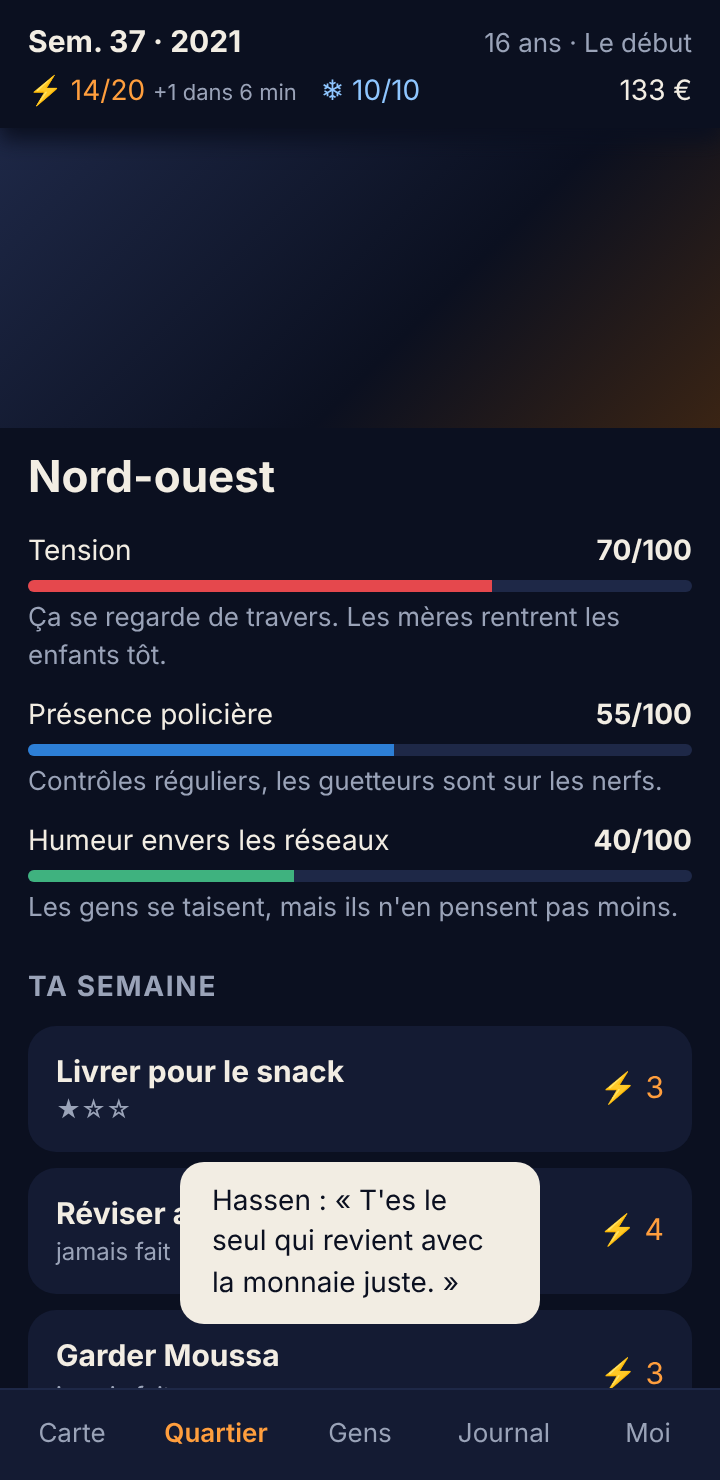 Sem. 37 · 2021
16 ans · Le début
⚡ 14/20 +1 dans 6 min ❄ 10/10
133 €
Nord-ouest
Tension
70/100
Ça se regarde de travers. Les mères rentrent les
enfants tôt.
Présence policière
55/100
Contrôles réguliers, les guetteurs sont sur les nerfs.
Humeur envers les réseaux
40/100
Les gens se taisent, mais ils n'en pensent pas moins.
TA SEMAINE
Livrer pour le snack
★☆☆
⚡ 3
Réviser
jamais fait
⚡ 4
Hassen : « T'es le
seul qui revient avec
la monnaie juste. »
Garder Moussa
⚡ 3
Carte
Quartier
Gens
Journal
Moi